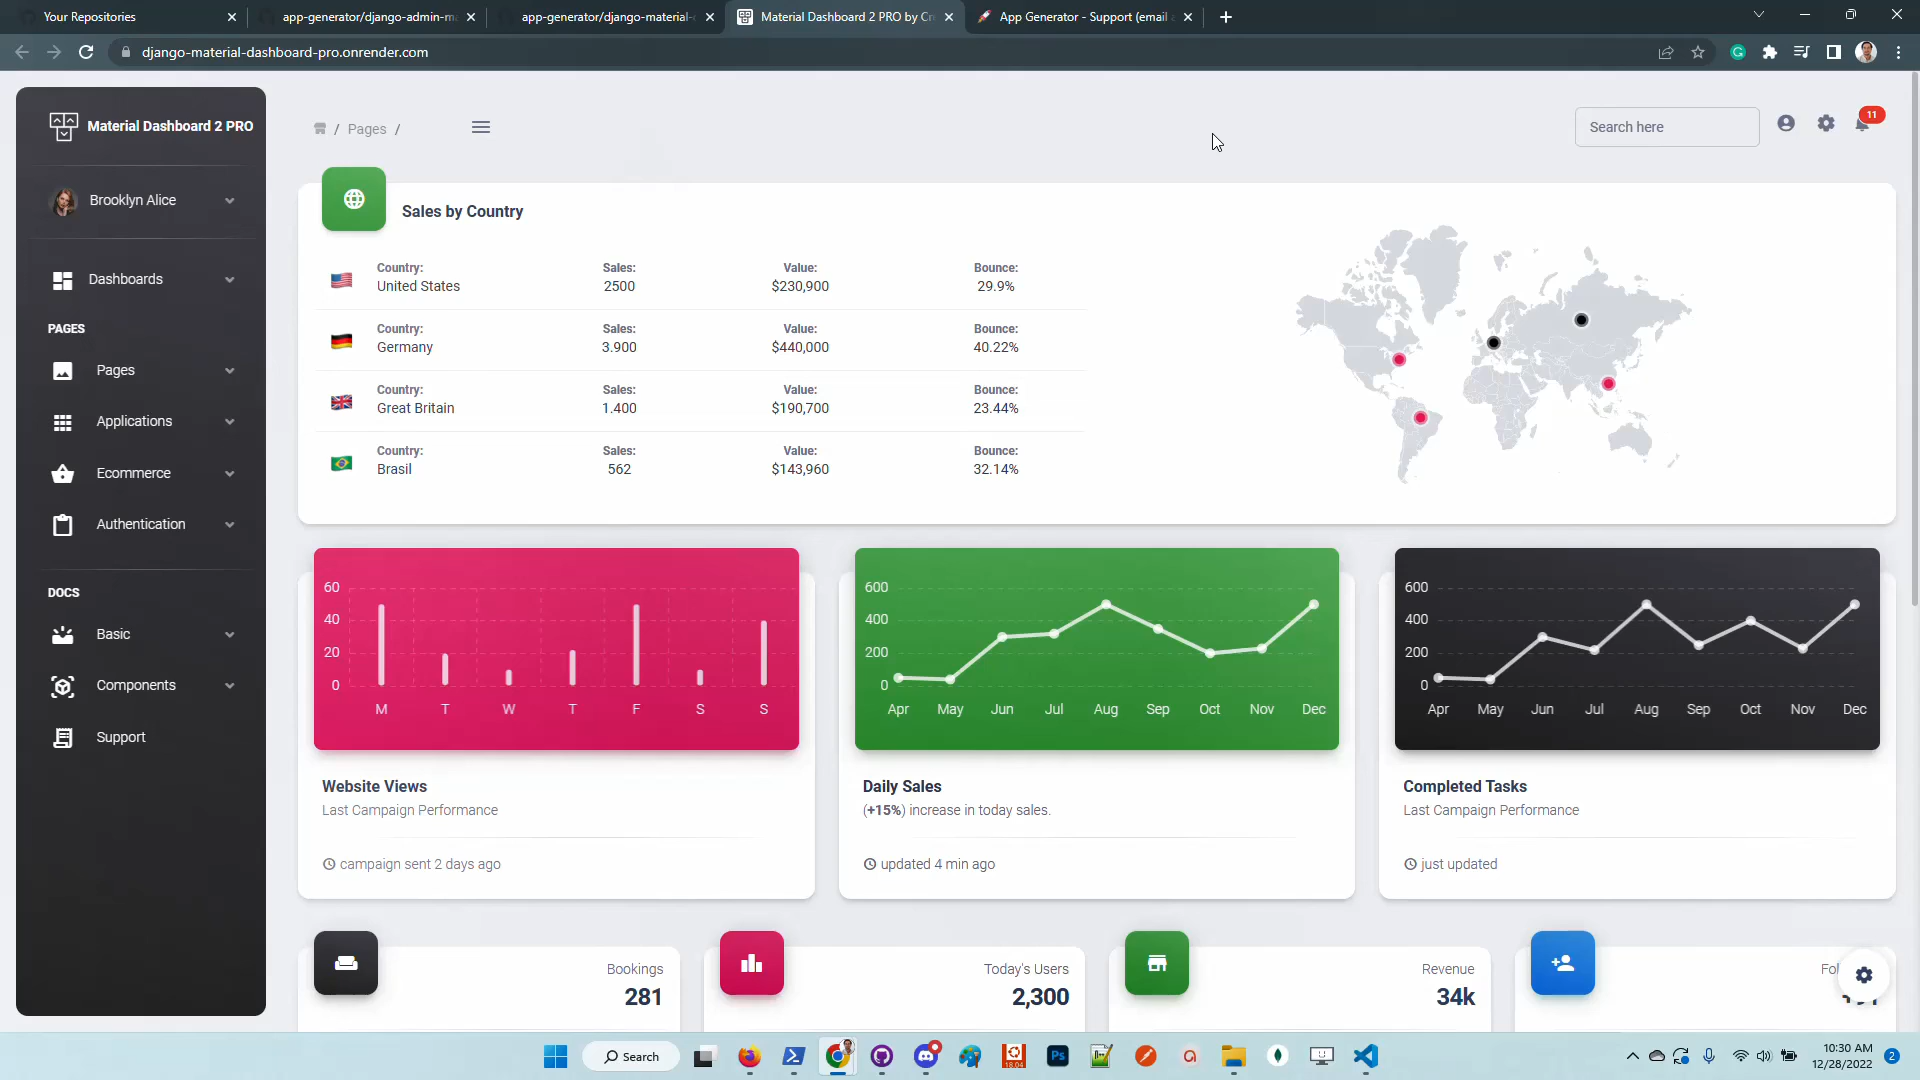 Your Repositories
app-generator/django-admin-ma
app-generator/django-material-
Material Dashboard 2 PRO by Cr
App Generator - Support (email
django-material-dashboard-pro.onrender.com
Material Dashboard 2 PRO
Brooklyn Alice
Dashboards
PAGES
Pages
Applications
Ecommerce
Authentication
DOCS
Basic
Components
Support
/ Pages /
Search here
11
Sales by Country
Country: Sales: Value: Bounce:
United States 2500 $230,900 29.9%
Country: Sales: Value: Bounce:
Germany 3.900 $440,000 40.22%
Country: Sales: Value: Bounce:
Great Britain 1.400 $190,700 23.44%
Country: Sales: Value: Bounce:
Brasil 562 $143,960 32.14%
60
40
20
0
M T W T F S S
Website Views
Last Campaign Performance
campaign sent 2 days ago
600
400
200
0
Apr May Jun Jul Aug Sep Oct Nov Dec
Daily Sales
(+15%) increase in today sales.
updated 4 min ago
600
400
200
0
Apr May Jun Jul Aug Sep Oct Nov Dec
Completed Tasks
Last Campaign Performance
just updated
Bookings
281
Today's Users
2,300
Revenue
34k
Fol
Search
18.04
Ps
10:30 AM
12/28/2022
2